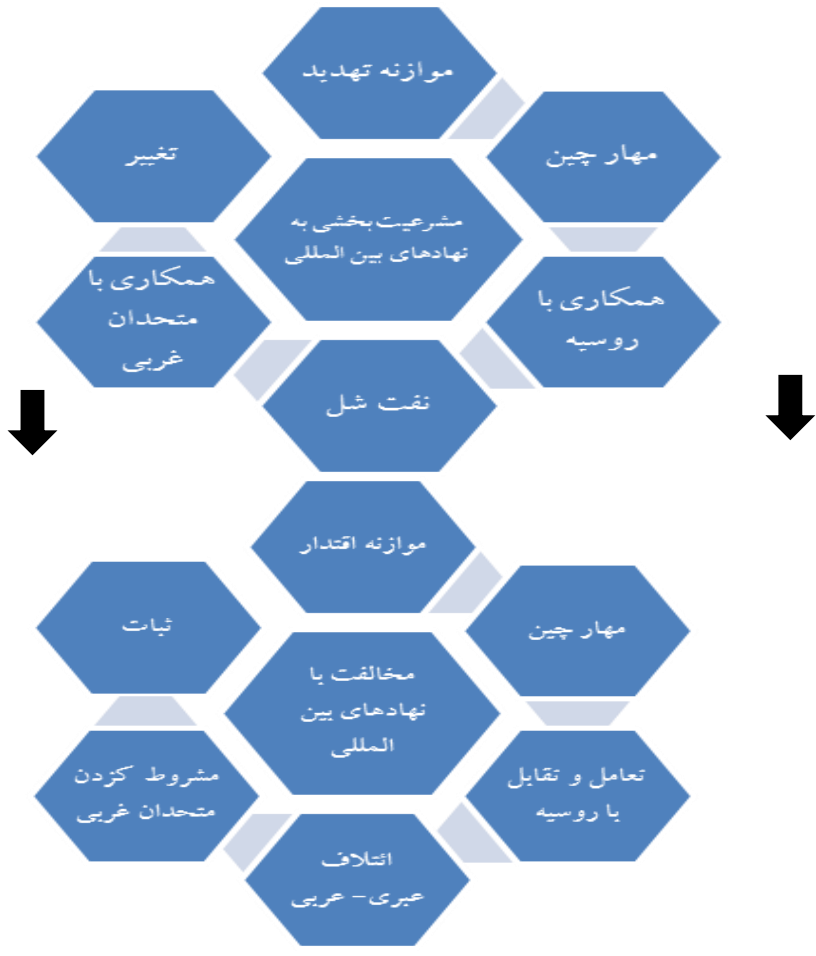 موازنه تهدید
مهار چین
تغییر
مشرعیت‌بخشی به
نهادهای بین المللی
همکاری با
روسیه
همکاری با
متحدان
غربی
نفت شل
موازنه اقتدار
مهار چین
ثبات
مخالفت با
نهادهای بین
المللی
تعامل و تقابل
با روسیه
مشروط کردن
متحدان غربی
ائتلاف
عبری- عربی